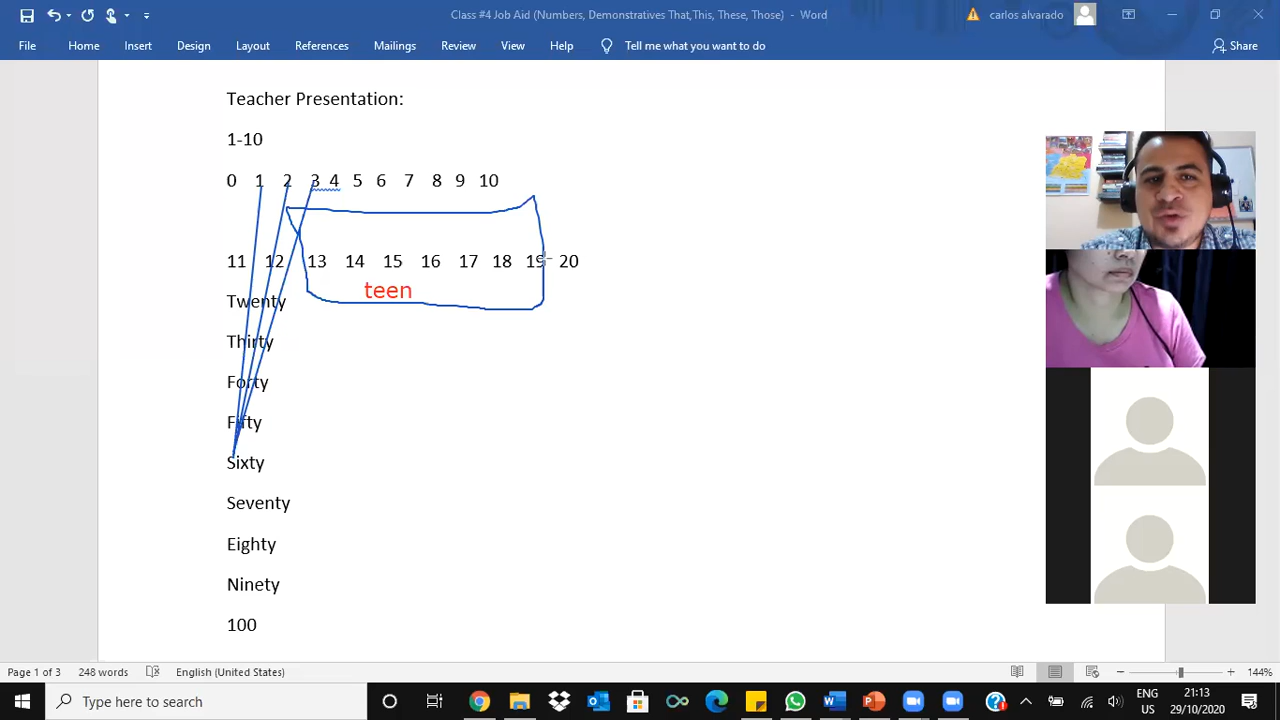 Class #4 Job Aid (Numbers, Demonstratives That,This, These, Those) - Word
carlos alvarado
File Home Insert Design Layout References Mailings Review View Help Tell me what you want to do Share
Teacher Presentation:
1-10
0 1 2 3 4 5 6 7 8 9 10
11 12 13 14 15 16 17 18 19 20
teen
Twenty
Thirty
Forty
Fifty
Sixty
Seventy
Eighty
Ninety
100
Page 1 of 3 248 words English (United States) 144%
Type here to search
ENG 21:13
US 29/10/2020